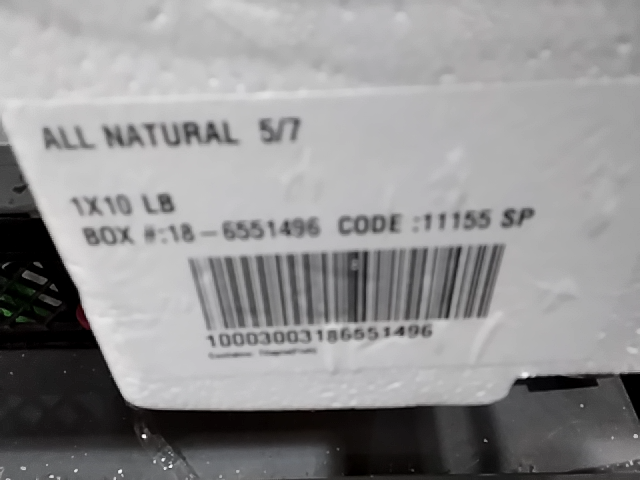 ALL NATURAL 5/7
1X10 LB
BOX #:18-6551496 CODE :11155 SP
10003003186551496